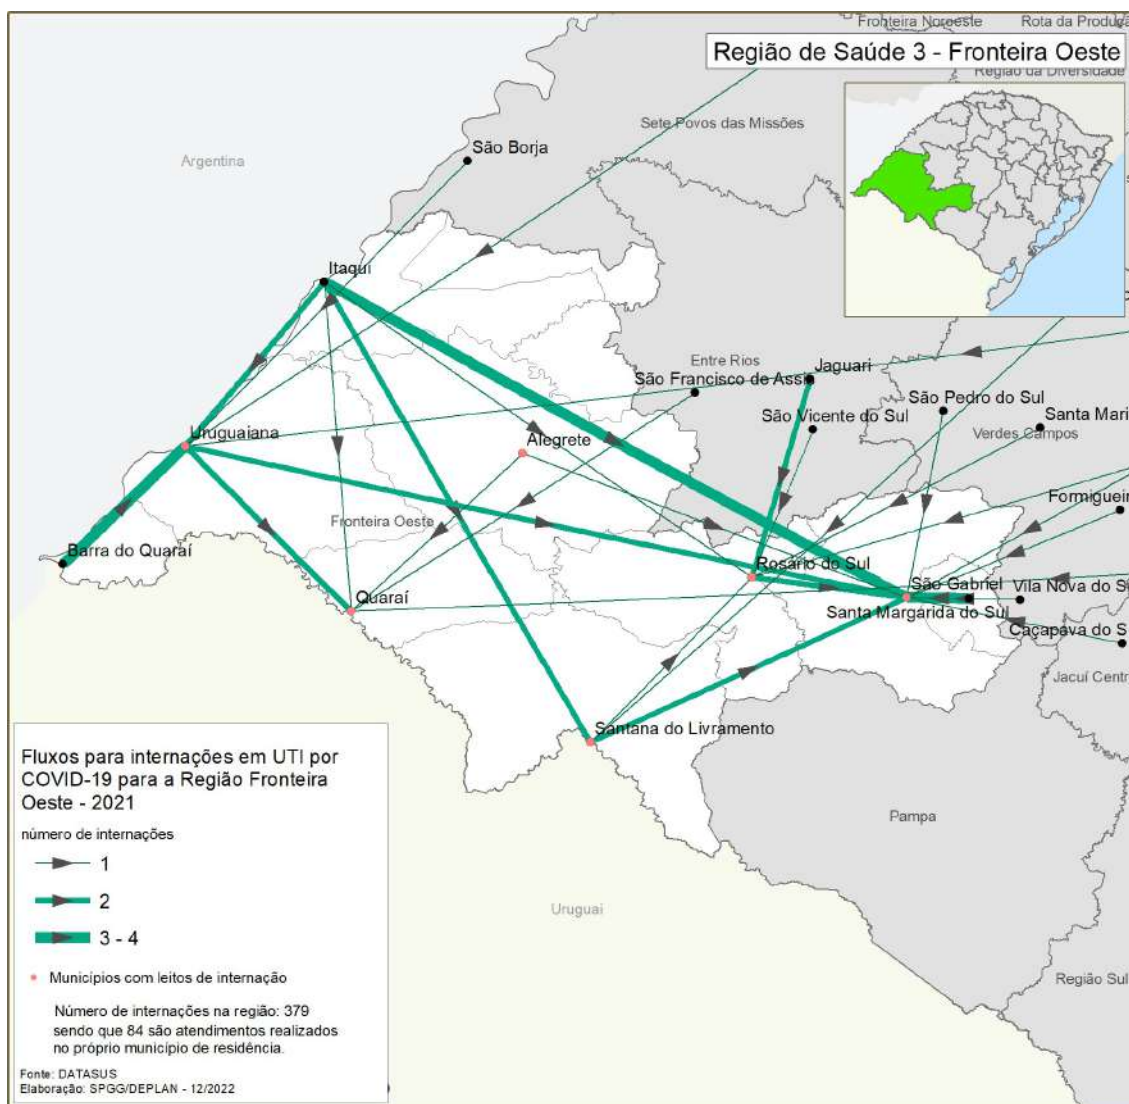 Fronteira Noroeste
Rota da Produçã
Região de Saúde 3 - Fronteira Oeste
Região da Diversidade
Sete Povos das Missões
São Borja
Argentina
Itaqui
Entre Rios
Jaguari
São Francisco de Assi
São Pedro do Sul
São Vicente do Sul
Santa Mari
Verdes Campos
Uruguaiana
Alegrete
Formigueir
Fronteira Oeste
Barra do Quaraí
Rosário do Sul
Quaraí
São Gabriel
Vila Nova do S
Santa Margarida do Sul
Caçapava do S
Jacuí Centr
Santana do Livramento
Pampa
Uruguai
Região Sul
Fluxos para internações em UTI por
COVID-19 para a Região Fronteira
Oeste - 2021
número de internações
1
2
3 - 4
Municípios com leitos de internação
Número de internações na região: 379
sendo que 84 são atendimentos realizados
no próprio município de residência.
Fonte: DATASUS
Elaboração: SPGG/DEPLAN - 12/2022